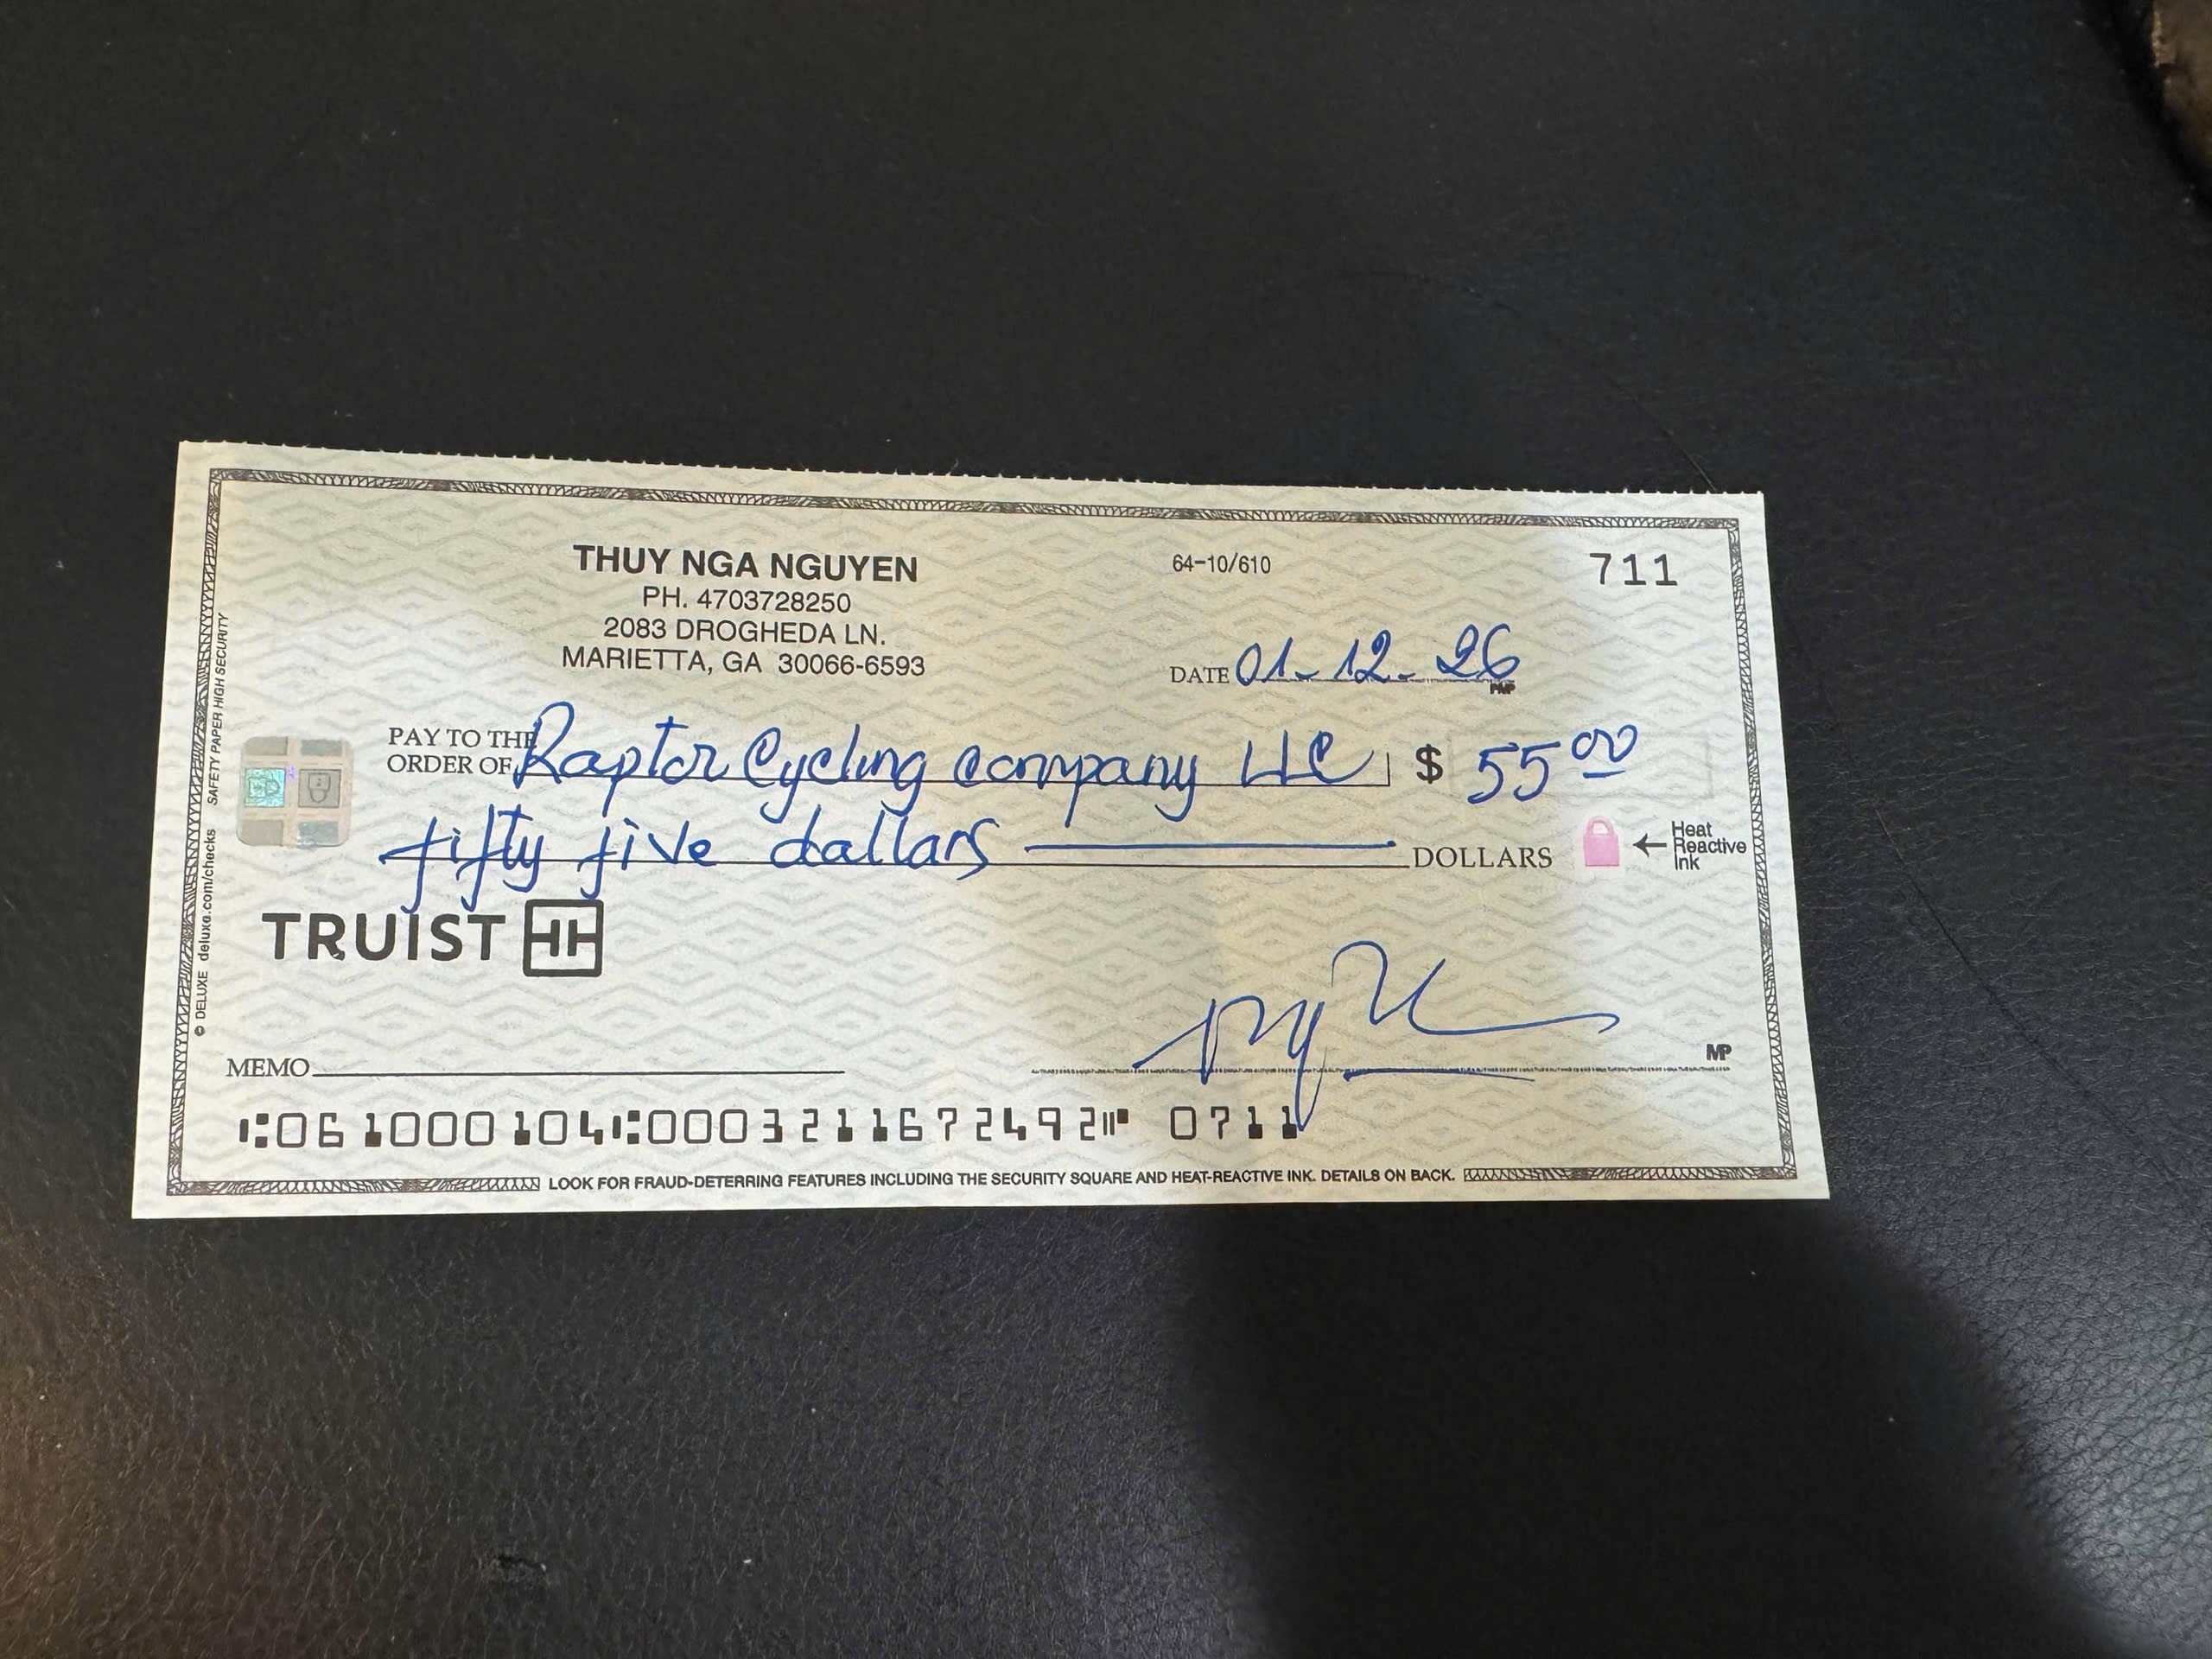 THUY NGA NGUYEN
PH. 4703728250
2083 DROGHEDA LN.
MARIETTA, GA 30066-6593
64-10/610
711
DATE 01-12-26
PAY TO THE
ORDER OF Raptor Cycling Company LLC $ 55 00
fifty five dollars DOLLARS
Heat
Reactive
Ink
TRUIST
MEMO
MP
⑆061000104⑆0003211672492⑈ 0711
LOOK FOR FRAUD-DETERRING FEATURES INCLUDING THE SECURITY SQUARE AND HEAT-REACTIVE INK. DETAILS ON BACK.
© DELUXE deluxe.com/checks SAFETY PAPER HIGH SECURITY